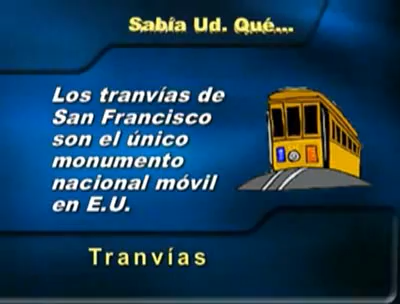 Sabía Ud. Qué...
Los tranvías de
San Francisco
son el único
monumento
nacional móvil
en E.U.
Tranvías